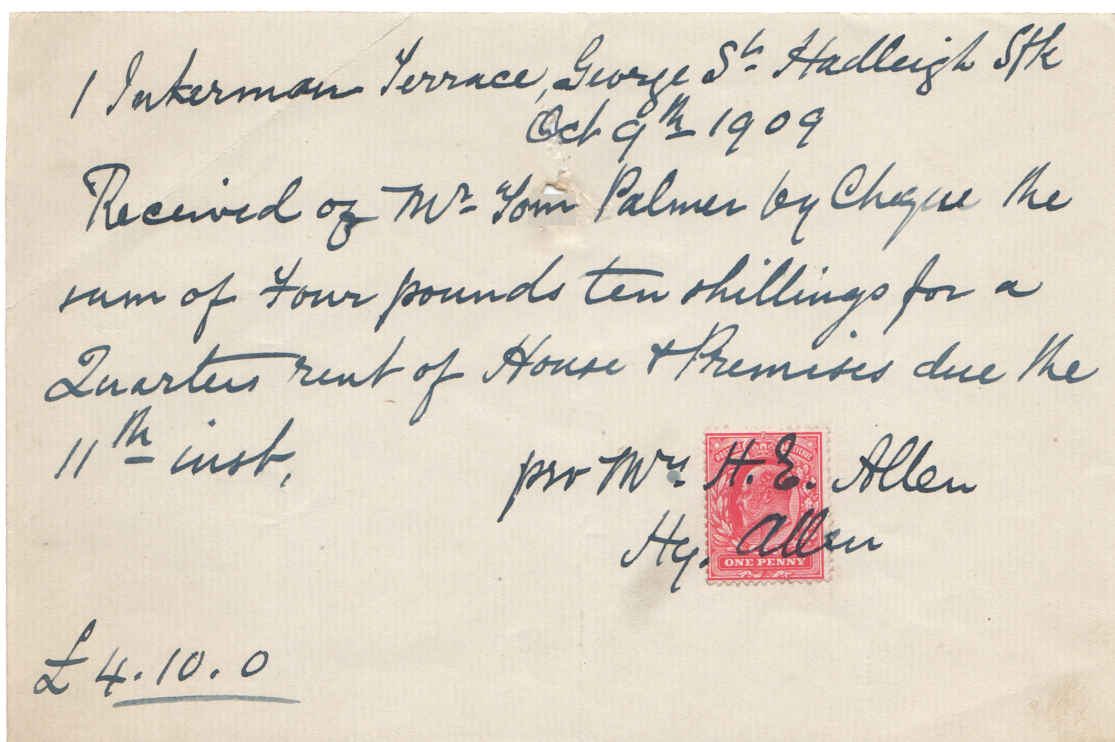 1 Inkerman Terrace, George St. Hadleigh Sfk
Oct 9th 1909
Received of Mr Tom Palmer by Cheque the
sum of Four pounds ten shillings for a
Quarters rent of House & Premises due the
11th inst,
pro Mrs H. E. Allen
Hy. Allen
POSTAGE REVENUE
ONE PENNY
£4.10.0